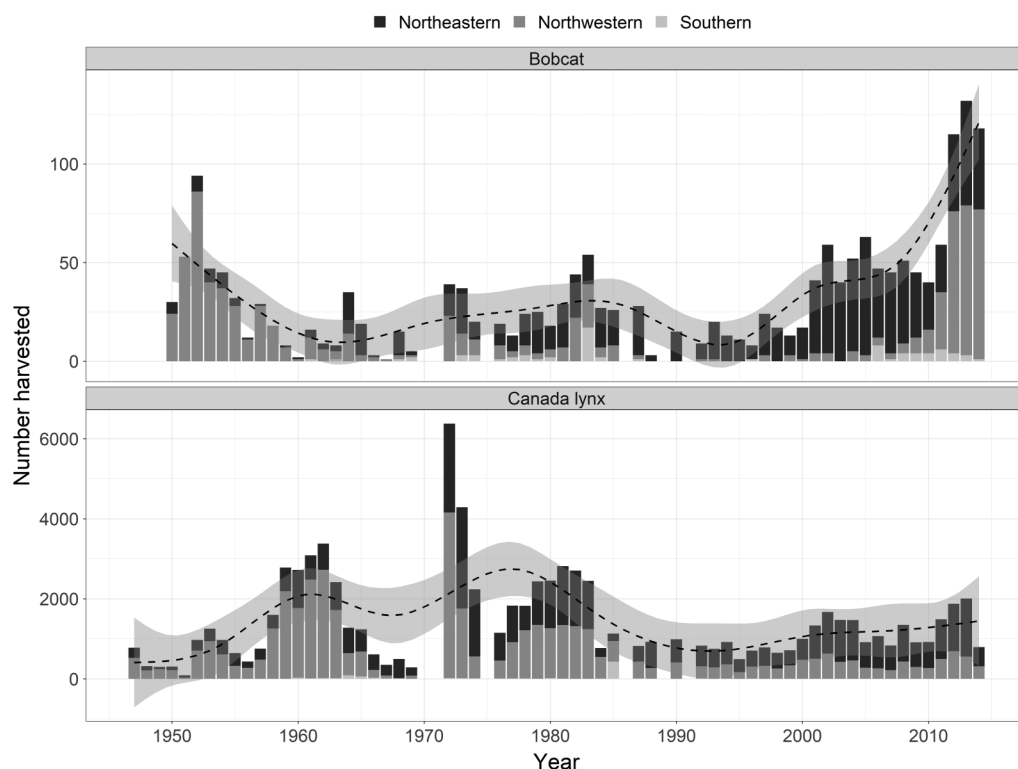 Northeastern Northwestern Southern
Bobcat
100
50
0
Canada lynx
6000
4000
2000
0
Number harvested
1950 1960 1970 1980 1990 2000 2010
Year